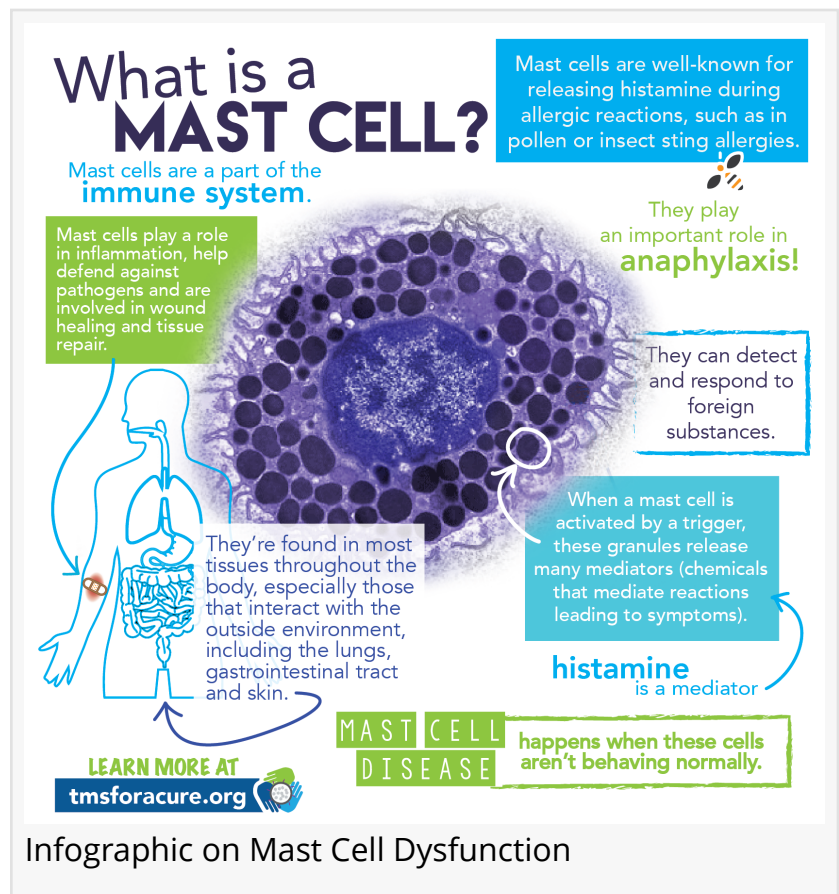 What is a
MAST CELL?
Mast cells are a part of the
immune system.
Mast cells are well-known for
releasing histamine during
allergic reactions, such as in
pollen or insect sting allergies.
They play
an important role in
anaphylaxis!
Mast cells play a role
in inflammation, help
defend against
pathogens and are
involved in wound
healing and tissue
repair.
They can detect
and respond to
foreign
substances.
When a mast cell is
activated by a trigger,
these granules release
many mediators (chemicals
that mediate reactions
leading to symptoms).
histamine
is a mediator
They're found in most
tissues throughout the
body, especially those
that interact with the
outside environment,
including the lungs,
gastrointestinal tract
and skin.
MAST CELL
DISEASE
happens when these cells
aren't behaving normally.
LEARN MORE AT
tmsforacure.org
Infographic on Mast Cell Dysfunction